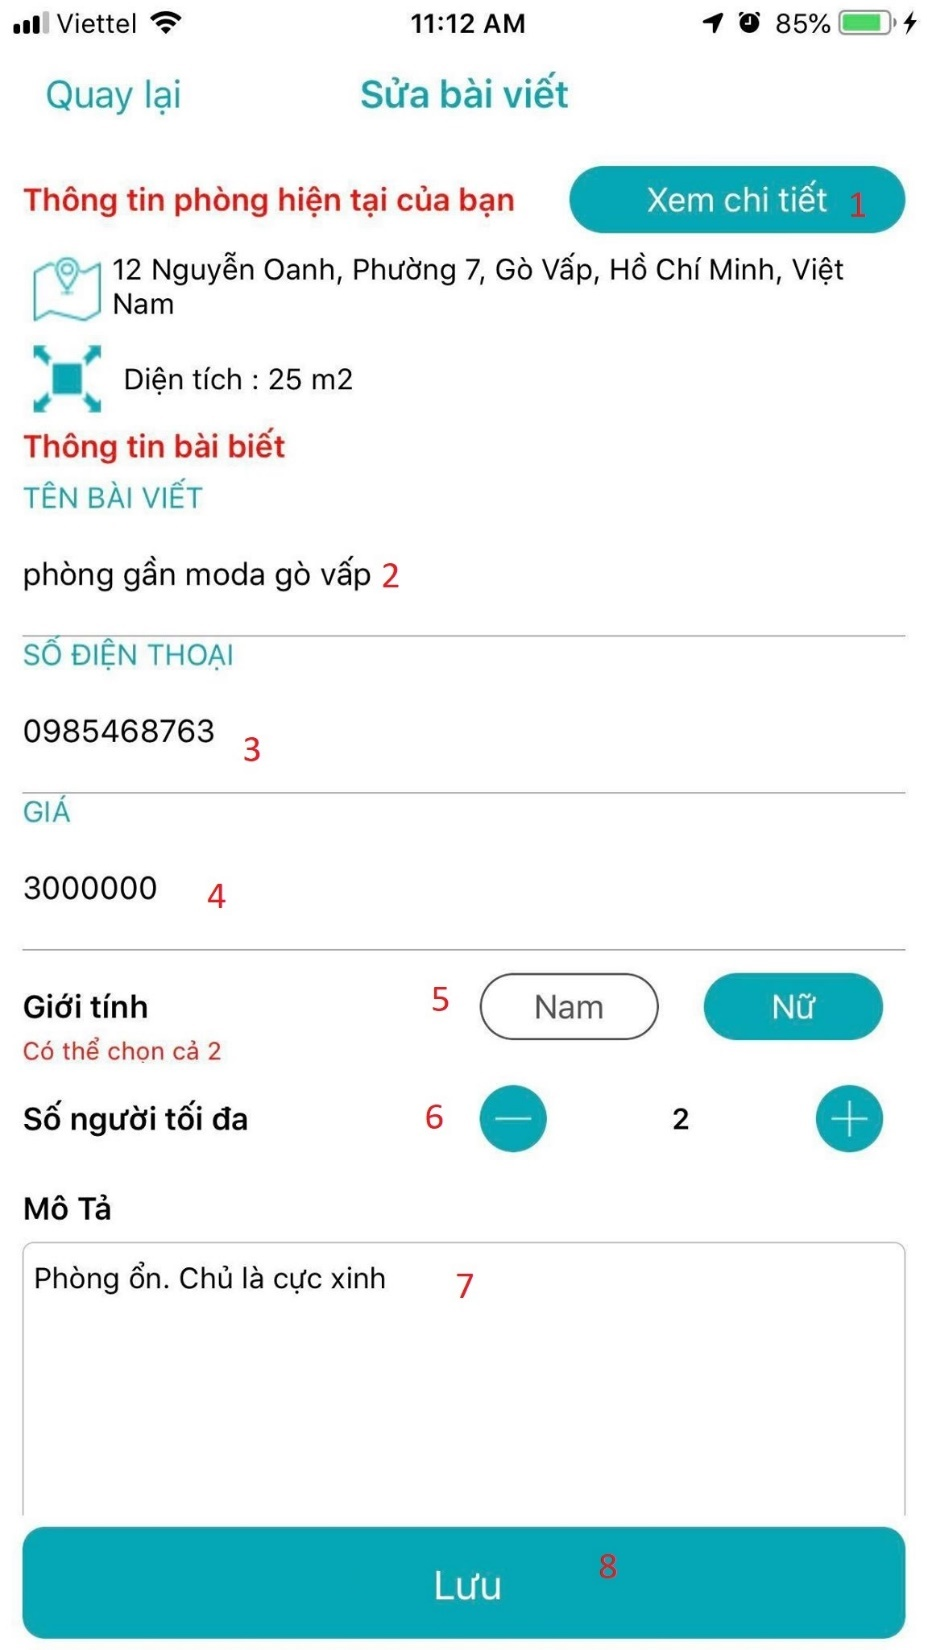 Viettel 11:12 AM 85%
Quay lại Sửa bài viết
Thông tin phòng hiện tại của bạn Xem chi tiết 1
12 Nguyễn Oanh, Phường 7, Gò Vấp, Hồ Chí Minh, Việt
Nam
Diện tích : 25 m2
Thông tin bài biết
TÊN BÀI VIẾT
phòng gần moda gò vấp 2
SỐ ĐIỆN THOẠI
0985468763 3
GIÁ
3000000 4
Giới tính 5 Nam Nữ
Có thể chọn cả 2
Số người tối đa 6 2
Mô Tả
Phòng ổn. Chủ là cực xinh 7
Lưu 8